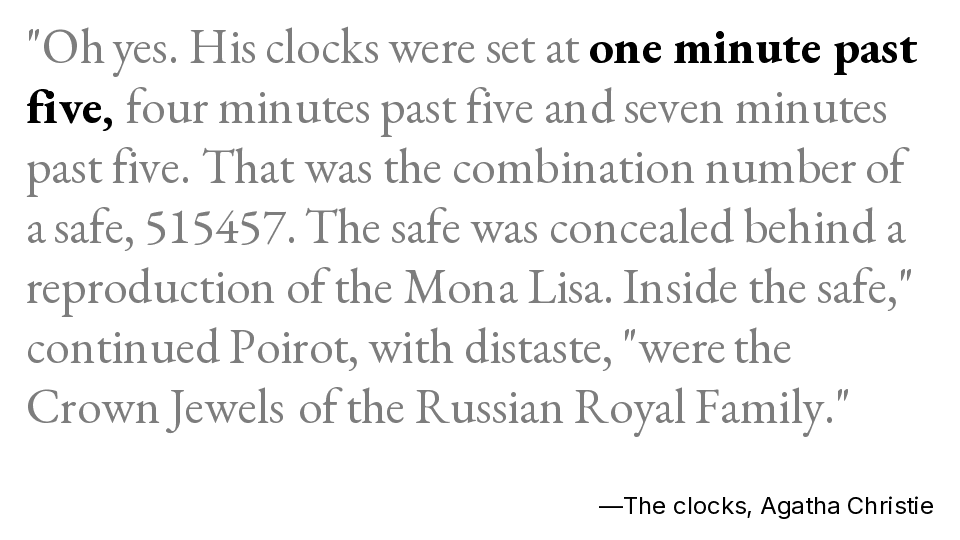 "Oh yes. His clocks were set at one minute past
five, four minutes past five and seven minutes
past five. That was the combination number of
a safe, 515457. The safe was concealed behind a
reproduction of the Mona Lisa. Inside the safe,"
continued Poirot, with distaste, "were the
Crown Jewels of the Russian Royal Family."
—The clocks, Agatha Christie